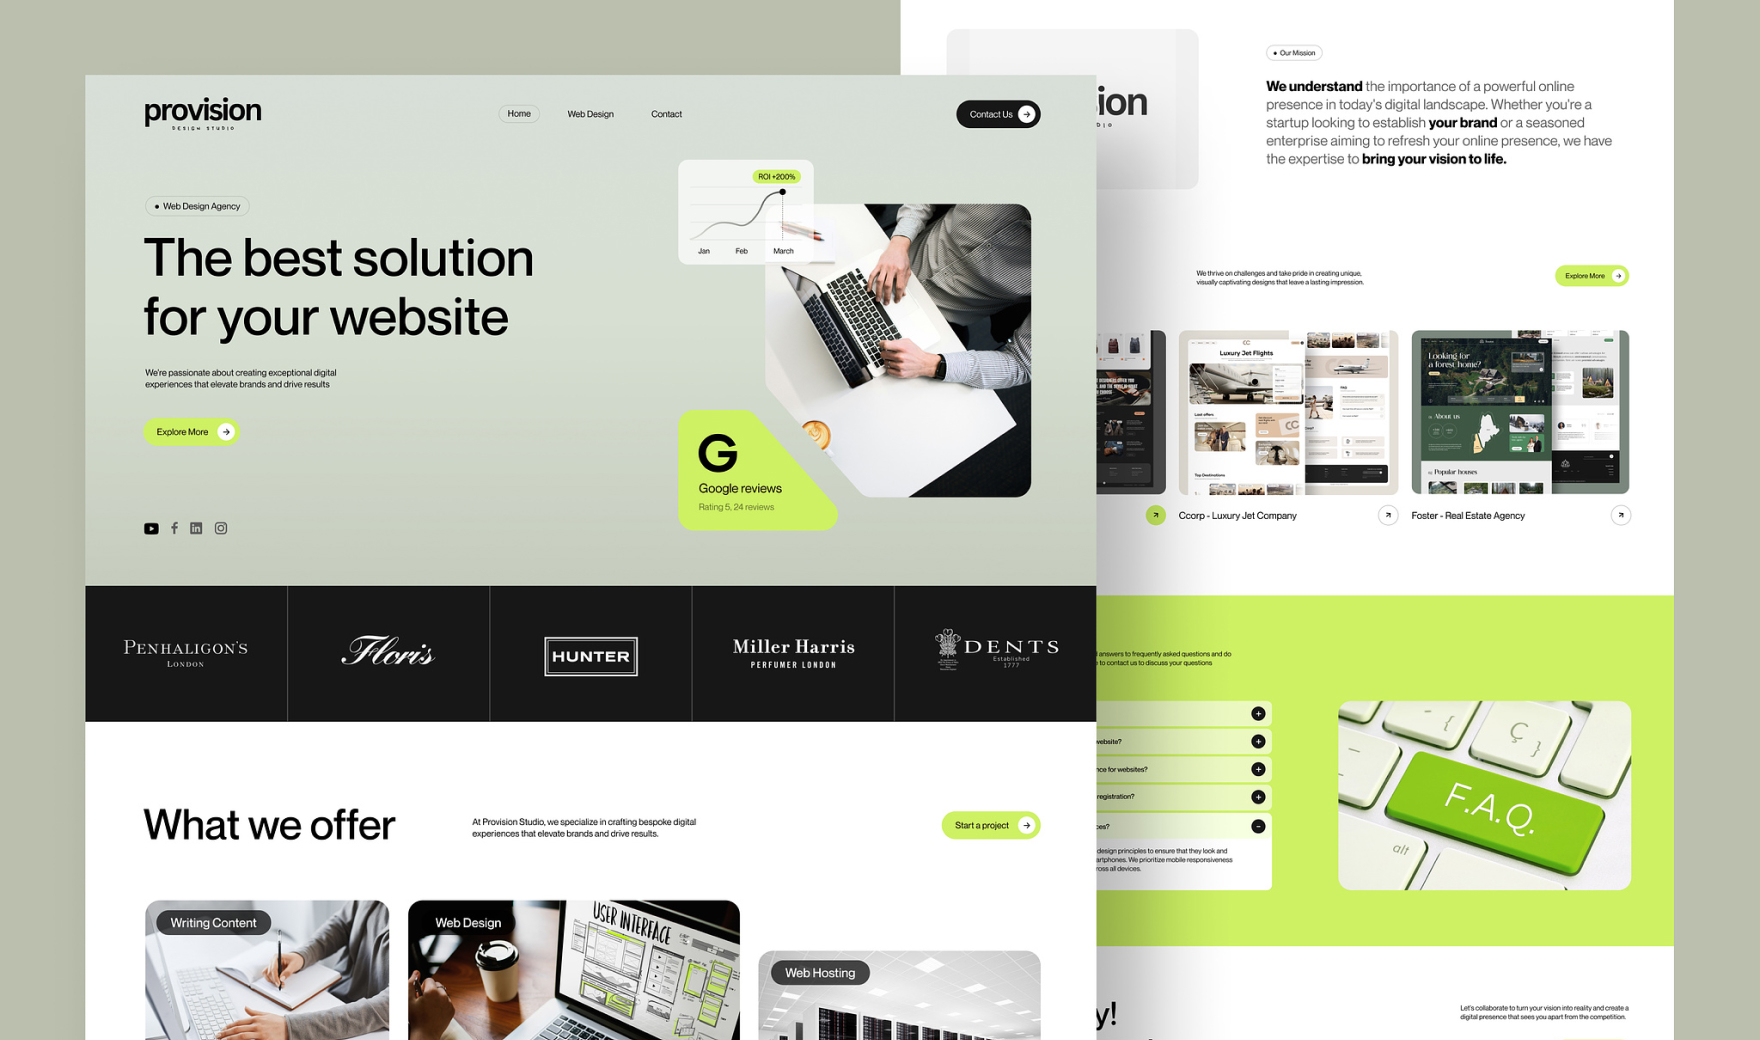 provision
DESIGN STUDIO
Home
Web Design
Contact
Contact Us
Web Design Agency
The best solution
for your website
We're passionate about creating exceptional digital
experiences that elevate brands and drive results
Explore More
ROI +200%
Jan
Feb
March
G
Google reviews
Rating 5, 24 reviews
PENHALIGON'S
LONDON
Floris
HUNTER
Miller Harris
PERFUMER LONDON
DENTS
Established
1777
What we offer
At Provision Studio, we specialize in crafting bespoke digital
experiences that elevate brands and drive results.
Start a project
Writing Content
Web Design
USER INTERFACE
Web Hosting
ion
Our Mission
We understand the importance of a powerful online
presence in today's digital landscape. Whether you're a
startup looking to establish your brand or a seasoned
enterprise aiming to refresh your online presence, we have
the expertise to bring your vision to life.
We thrive on challenges and take pride in creating unique,
visually captivating designs that leave a lasting impression.
Explore More
Luxury Jet Flights
Last offers
Top Destinations
FAQ
Ccorp - Luxury Jet Company
Looking for
a forest home?
About us
Popular houses
Foster - Real Estate Agency
answers to frequently asked questions and do
to contact us to discuss your questions
website?
nce for websites?
registration?
ces?
design principles to ensure that they look and
artphones. We prioritize mobile responsiveness
ross all devices.
F.A.Q.
Ç
alt
y!
Let's collaborate to turn your vision into reality and create a
digital presence that sees you apart from the competition.